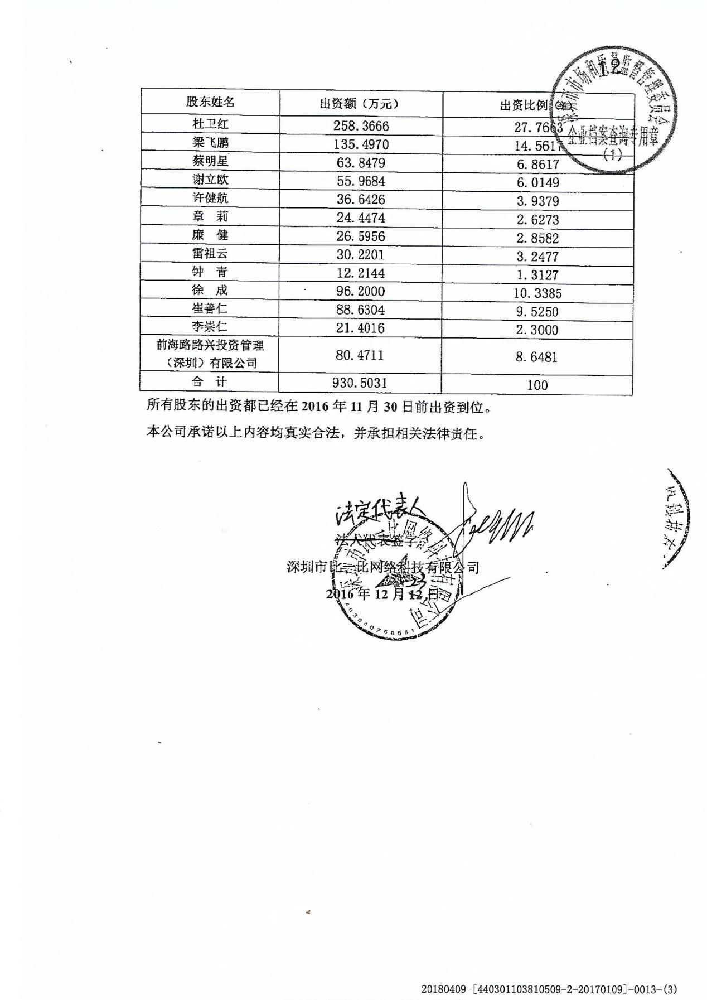 12
深圳市市场和质量监督管理委员会
企业档案查询专用章
(1)
股东姓名 出资额（万元） 出资比例
杜卫红 258.3666 27.7663
梁飞鹏 135.4970 14.5617
蔡明星 63.8479 6.8617
谢立欧 55.9684 6.0149
许健航 36.6426 3.9379
章 莉 24.4474 2.6273
廉 健 26.5956 2.8582
雷祖云 30.2201 3.2477
钟 青 12.2144 1.3127
徐 成 96.2000 10.3385
崔善仁 88.6304 9.5250
李崇仁 21.4016 2.3000
前海路路兴投资管理
（深圳）有限公司 80.4711 8.6481
合 计 930.5031 100
所有股东的出资都已经在 2016 年 11 月 30 日前出资到位。
本公司承诺以上内容均真实合法，并承担相关法律责任。
法定代表人
法人代表签字
深圳市比一比网络科技有限公司
23
2016 年 12 月 12 日
科技
20180409-[440301103810509-2-20170109]-0013-(3)